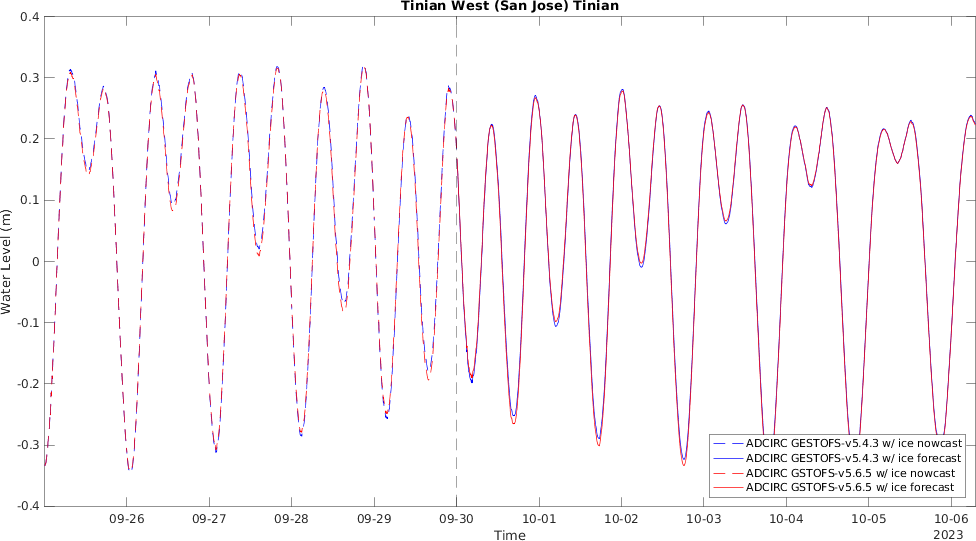 Tinian West (San Jose) Tinian
0.4
0.3
0.2
0.1
0
-0.1
-0.2
-0.3
-0.4
Water Level (m)
ADCIRC GESTOFS-v5.4.3 w/ ice nowcast
ADCIRC GESTOFS-v5.4.3 w/ ice forecast
ADCIRC GSTOFS-v5.6.5 w/ ice nowcast
ADCIRC GSTOFS-v5.6.5 w/ ice forecast
09-26 09-27 09-28 09-29 09-30 10-01 10-02 10-03 10-04 10-05 10-06
Time
2023